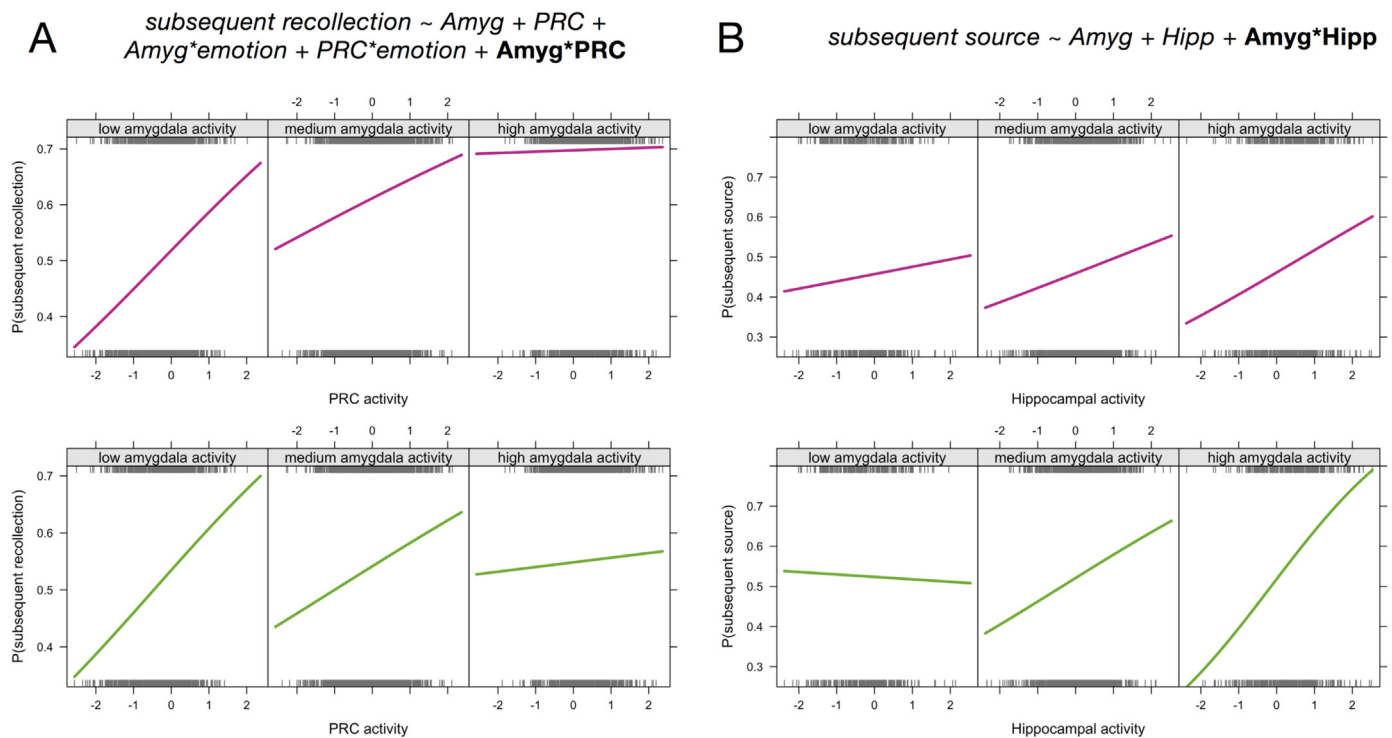 A
subsequent recollection ~ Amyg + PRC +
Amyg*emotion + PRC*emotion + Amyg*PRC
-2 -1 0 1 2
low amygdala activity medium amygdala activity high amygdala activity
P(subsequent recollection)
0.7
0.6
0.5
0.4
-2 -1 0 1 2 -2 -1 0 1 2
PRC activity
-2 -1 0 1 2
low amygdala activity medium amygdala activity high amygdala activity
P(subsequent recollection)
0.7
0.6
0.5
0.4
-2 -1 0 1 2 -2 -1 0 1 2
PRC activity
B
subsequent source ~ Amyg + Hipp + Amyg*Hipp
-2 -1 0 1 2
low amygdala activity medium amygdala activity high amygdala activity
P(subsequent source)
0.7
0.6
0.5
0.4
0.3
-2 -1 0 1 2 -2 -1 0 1 2
Hippocampal activity
-2 -1 0 1 2
low amygdala activity medium amygdala activity high amygdala activity
P(subsequent source)
0.7
0.6
0.5
0.4
0.3
-2 -1 0 1 2 -2 -1 0 1 2
Hippocampal activity